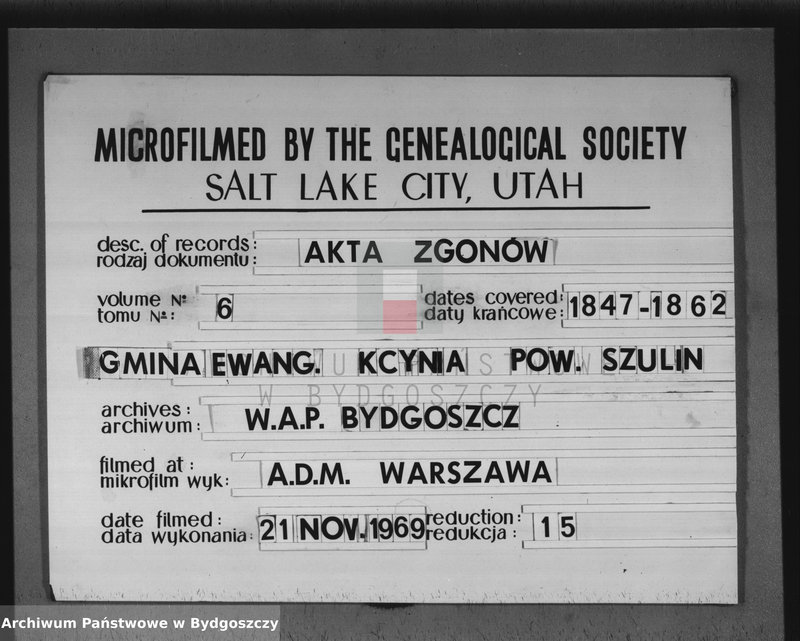 MICROFILMED BY THE GENEALOGICAL SOCIETY
SALT LAKE CITY, UTAH
desc. of records: AKTA ZGONÓW
rodzaj dokumentu:
volume № 6 dates covered: 1847-1862
tomu №: daty krańcowe:
GMINA EWANG. KCYNIA POW. SZULIN
W BYDGOSZCZY
archives: W.A.P. BYDGOSZCZ
archiwum:
filmed at: A.D.M. WARSZAWA
mikrofilm wyk:
date filmed: 21 NOV. 1969 reduction: 15
data wykonania: redukcja:
Archiwum Państwowe w Bydgoszczy